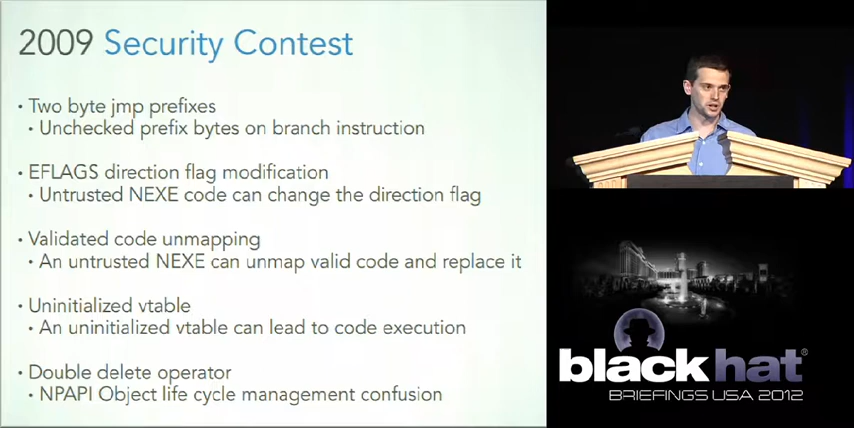 2009 Security Contest
• Two byte jmp prefixes
• Unchecked prefix bytes on branch instruction
• EFLAGS direction flag modification
• Untrusted NEXE code can change the direction flag
• Validated code unmapping
• An untrusted NEXE can unmap valid code and replace it
• Uninitialized vtable
• An uninitialized vtable can lead to code execution
• Double delete operator
• NPAPI Object life cycle management confusion
black hat®
BRIEFINGS USA 2012